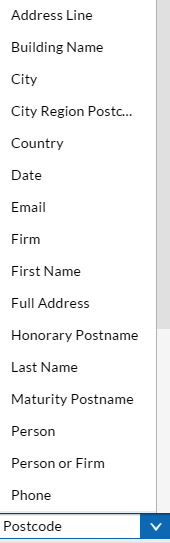 Address Line
Building Name
City
City Region Postc...
Country
Date
Email
Firm
First Name
Full Address
Honorary Postname
Last Name
Maturity Postname
Person
Person or Firm
Phone
Postcode